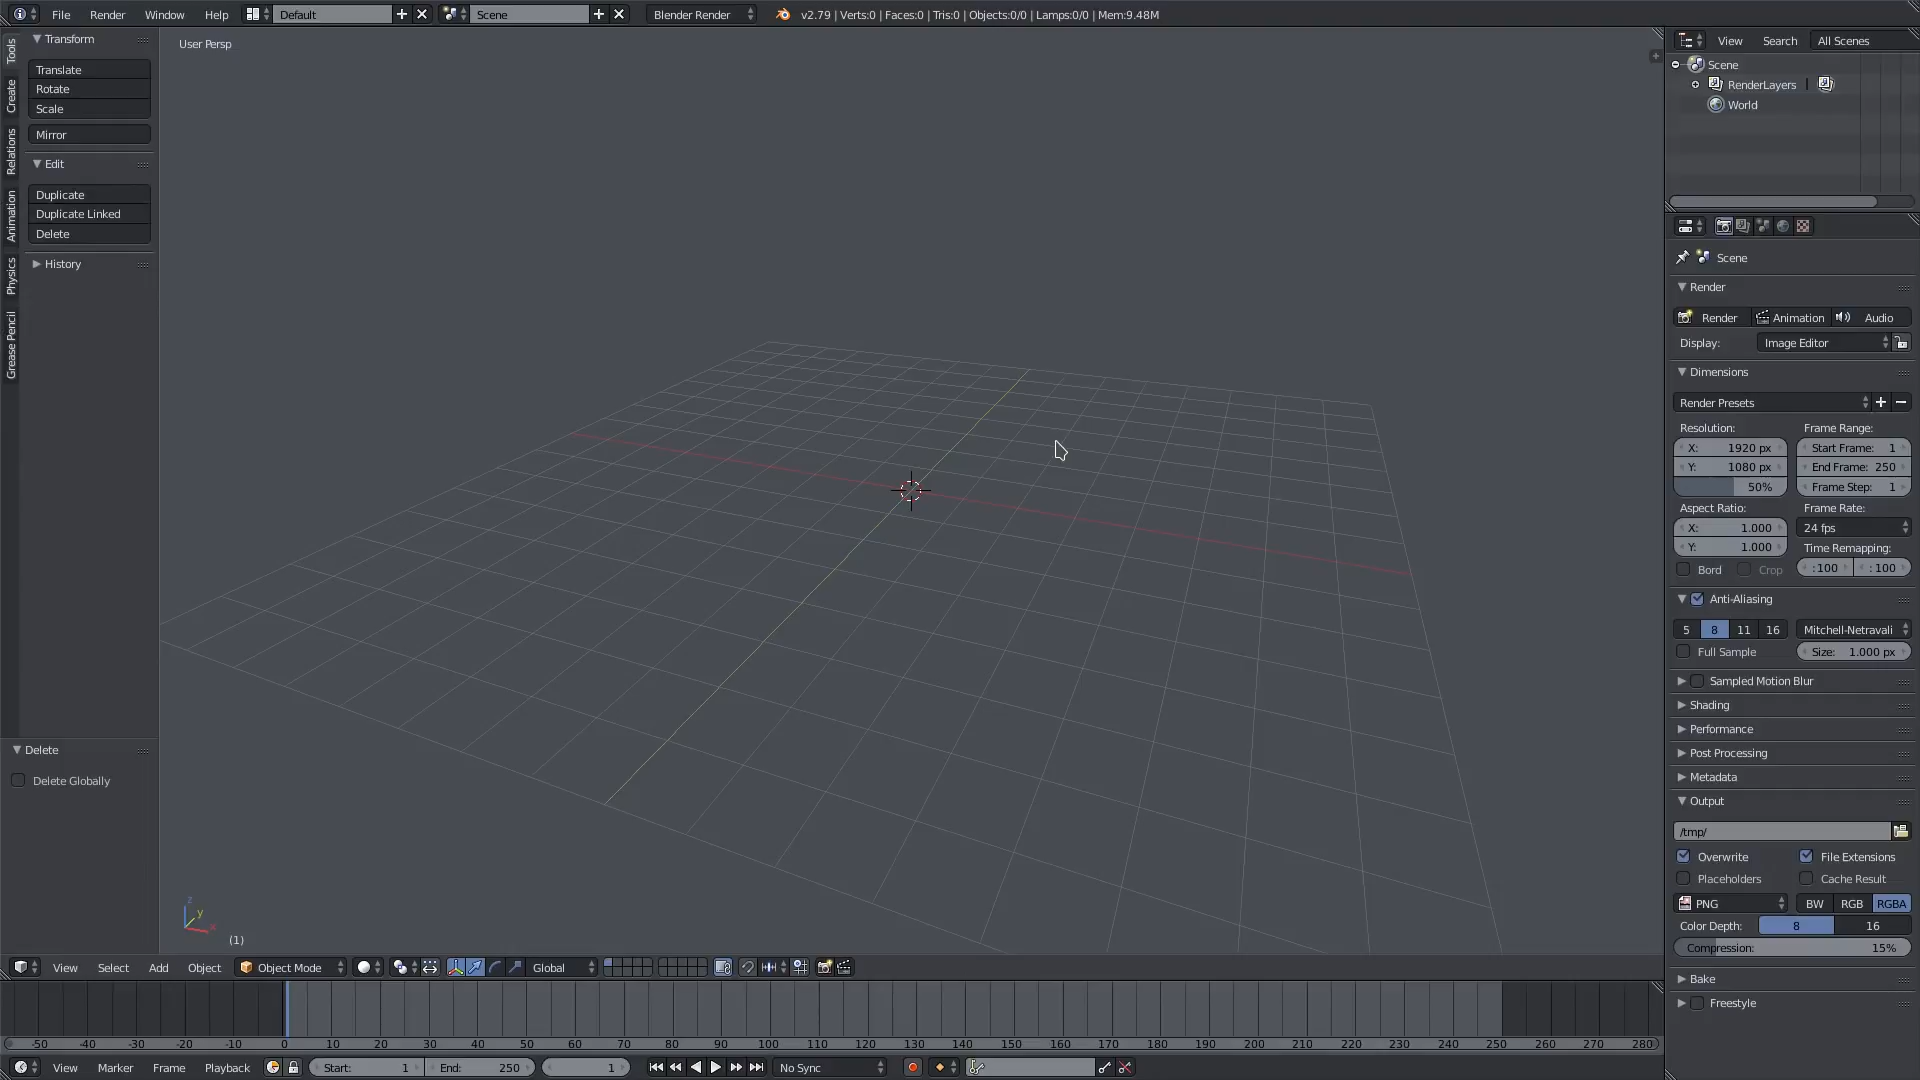 File Render Window Help Default Scene Blender Render v2.79 | Verts:0 | Faces:0 | Tris:0 | Objects:0/0 | Lamps:0/0 | Mem:9.48M
Tools
Create
Relations
Animation
Physics
Grease Pencil
Transform
Translate
Rotate
Scale
Mirror
Edit
Duplicate
Duplicate Linked
Delete
History
Delete
Delete Globally
User Persp
z
y
x
(1)
View Select Add Object Object Mode Global
-50 -40 -30 -20 -10 0 10 20 30 40 50 60 70 80 90 100 110 120 130 140 150 160 170 180 190 200 210 220 230 240 250 260 270 280
View Marker Frame Playback Start: 1 End: 250 1 No Sync
View Search All Scenes
Scene
RenderLayers |
World
Scene
Render
Render Animation Audio
Display: Image Editor
Dimensions
Render Presets
Resolution: Frame Range:
X: 1920 px Start Frame: 1
Y: 1080 px End Frame: 250
50% Frame Step: 1
Aspect Ratio: Frame Rate:
X: 1.000 24 fps
Y: 1.000 Time Remapping:
Bord Crop :100 :100
Anti-Aliasing
5 8 11 16 Mitchell-Netravali
Full Sample Size: 1.000 px
Sampled Motion Blur
Shading
Performance
Post Processing
Metadata
Output
/tmp/
Overwrite File Extensions
Placeholders Cache Result
PNG BW RGB RGBA
Color Depth: 8 16
Compression: 15%
Bake
Freestyle